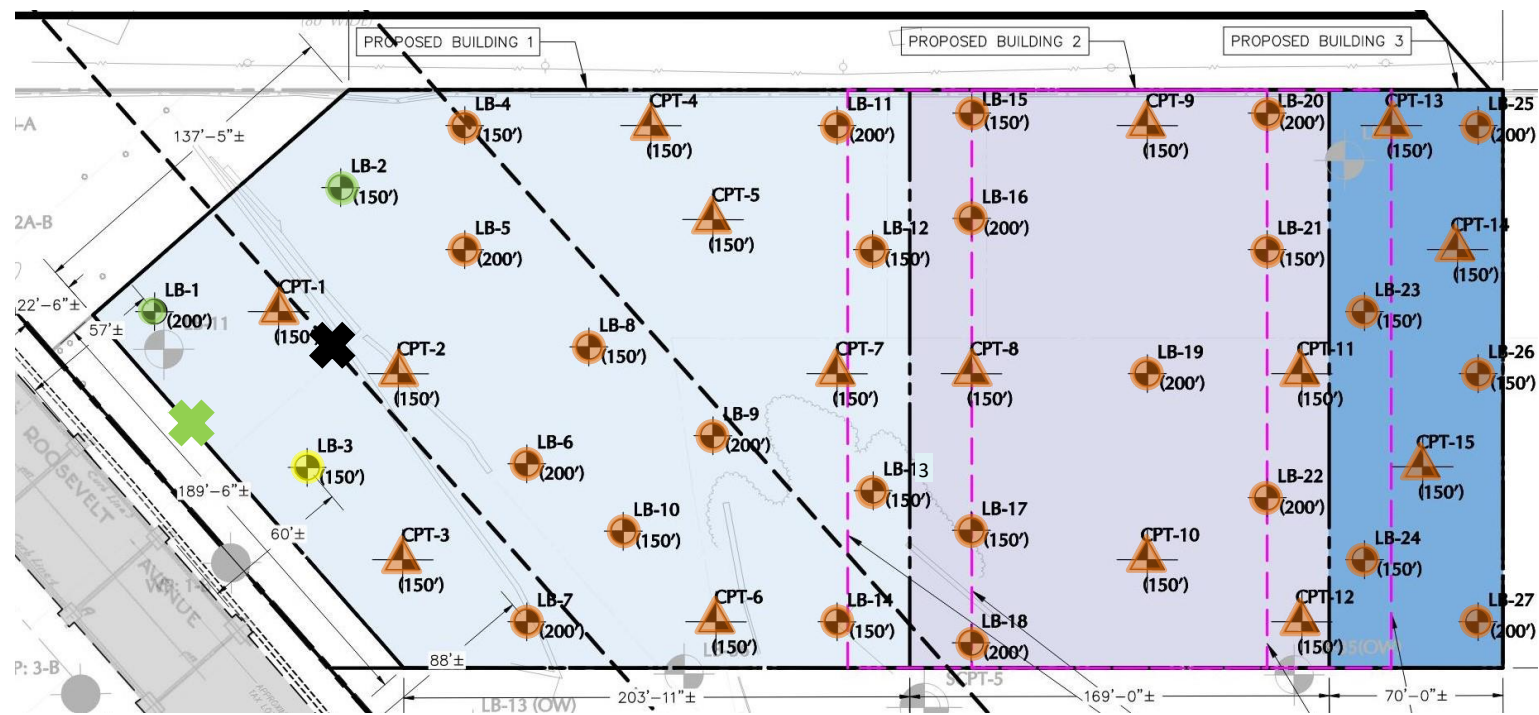 (80' WIDE)
PROPOSED BUILDING 1
PROPOSED BUILDING 2
PROPOSED BUILDING 3
LB-4
(150')
CPT-4
(150')
LB-11
(200')
LB-15
(150')
CPT-9
(150')
LB-20
(200')
CPT-13
(150')
LB-25
(200')
-A
137'-5"±
LB-2
(150')
CPT-5
(150')
LB-16
(200')
2A-B
LB-5
(200')
LB-12
(150')
LB-21
(150')
CPT-14
(150')
LB-1
(200')
CPT-1
(150')
LB-23
(150')
22'-6"±
57'±
CPT-2
(150')
LB-8
(150')
CPT-7
(150')
CPT-8
(150')
LB-19
(200')
CPT-11
(150')
LB-26
(150')
LB-3
(150')
LB-6
(200')
LB-9
(200')
LB-13
(150')
LB-22
(200')
CPT-15
(150')
ROOSEVELT
AVENUE
189'-6"±
60'±
LB-10
(150')
LB-17
(150')
CPT-3
(150')
CPT-10
(150')
LB-24
(150')
LB-7
(200')
CPT-6
(150')
LB-14
(150')
LB-18
(200')
CPT-12
(150')
LB-27
(200')
P: 3-B
88'±
203'-11"±
SCPT-5
169'-0"±
70'-0"±
LB-13 (OW)